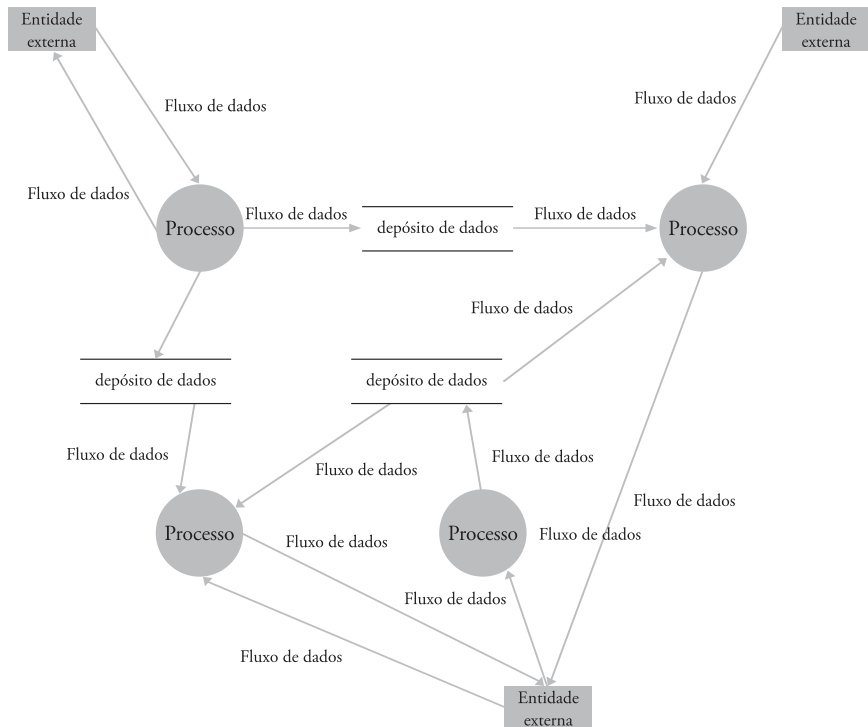 Entidade
externa
Entidade
externa
Fluxo de dados
Fluxo de dados
Fluxo de dados
Processo
Fluxo de dados
depósito de dados
Fluxo de dados
Processo
Fluxo de dados
depósito de dados
depósito de dados
Fluxo de dados
Fluxo de dados
Fluxo de dados
Fluxo de dados
Processo
Fluxo de dados
Processo
Fluxo de dados
Fluxo de dados
Fluxo de dados
Entidade
externa